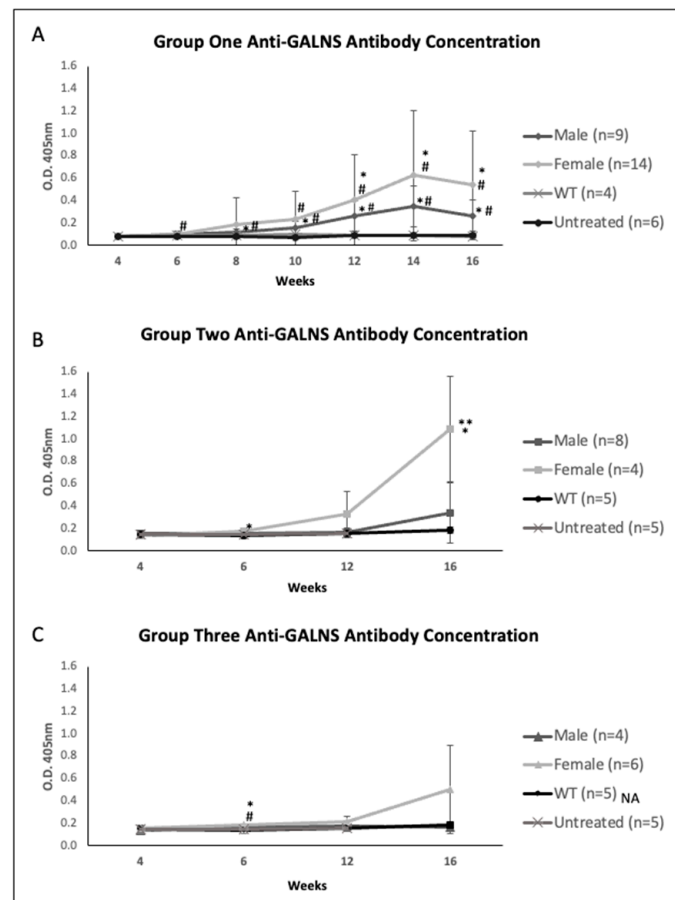 A
Group One Anti-GALNS Antibody Concentration
1.6
1.4
1.2
1.0
0.8
0.6
0.4
0.2
0.0
O.D. 405nm
#
* #
#
* #
*
#
* #
*
#
* #
*
#
* #
4 6 8 10 12 14 16
Weeks
Male (n=9)
Female (n=14)
WT (n=4)
Untreated (n=6)
B
Group Two Anti-GALNS Antibody Concentration
1.6
1.4
1.2
1.0
0.8
0.6
0.4
0.2
0.0
O.D. 405nm
*
**
*
4 6 12 16
Weeks
Male (n=8)
Female (n=4)
WT (n=5)
Untreated (n=5)
C
Group Three Anti-GALNS Antibody Concentration
1.6
1.4
1.2
1.0
0.8
0.6
0.4
0.2
0.0
O.D. 405nm
*
#
4 6 12 16
Weeks
Male (n=4)
Female (n=6)
WT (n=5) NA
Untreated (n=5)